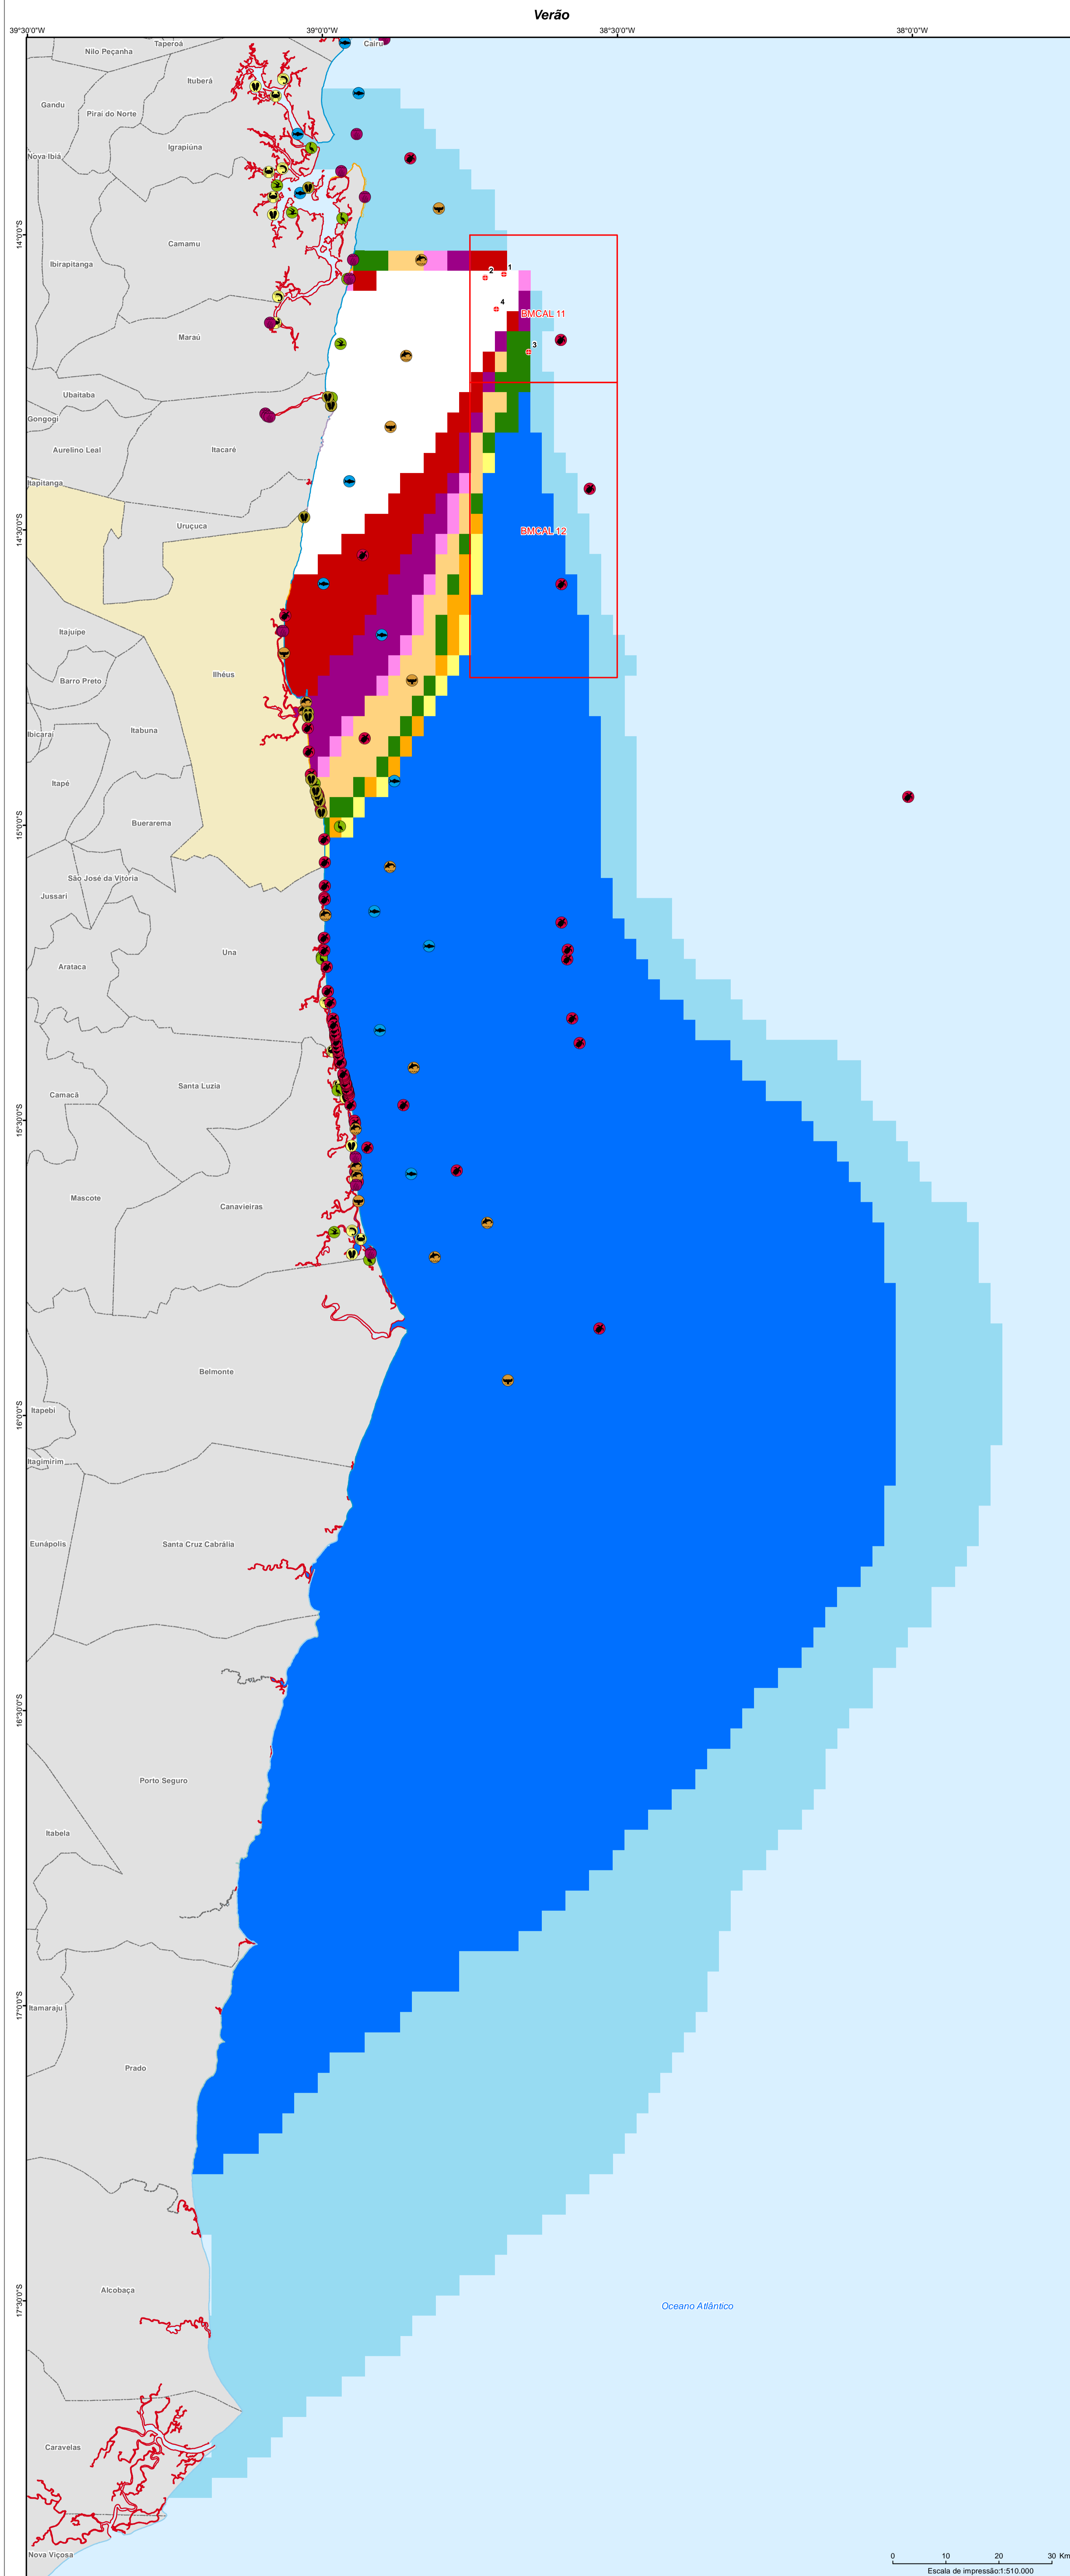 Verão
39°30'0"W
39°0'0"W
38°30'0"W
38°0'0"W
Taperoá
Cairu
Nilo Peçanha
Ituberá
Gandu
Piraí do Norte
Igrapiúna
Nova Ibiá
14°0'0"S
Camamu
Ibirapitanga
1
2
4
BMCAL 11
Maraú
3
Ubaitaba
Gongogi
Aurelino Leal
Itacaré
Itapitanga
Uruçuca
14°30'0"S
BMCAL 12
Itajuípe
Ilhéus
Barro Preto
Itabuna
Ibicaraí
Itapé
Buerarema
15°0'0"S
São José da Vitória
Jussari
Una
Arataca
Santa Luzia
Camacã
15°30'0"S
Mascote
Canavieiras
Belmonte
Itapebi
16°0'0"S
Itagimirim
Eunápolis
Santa Cruz Cabrália
16°30'0"S
Porto Seguro
Itabela
17°0'0"S
Itamaraju
Prado
Alcobaça
17°30'0"S
Oceano Atlântico
Caravelas
Nova Viçosa
0 10 20 30 Km
Escala de impressão:1:510.000